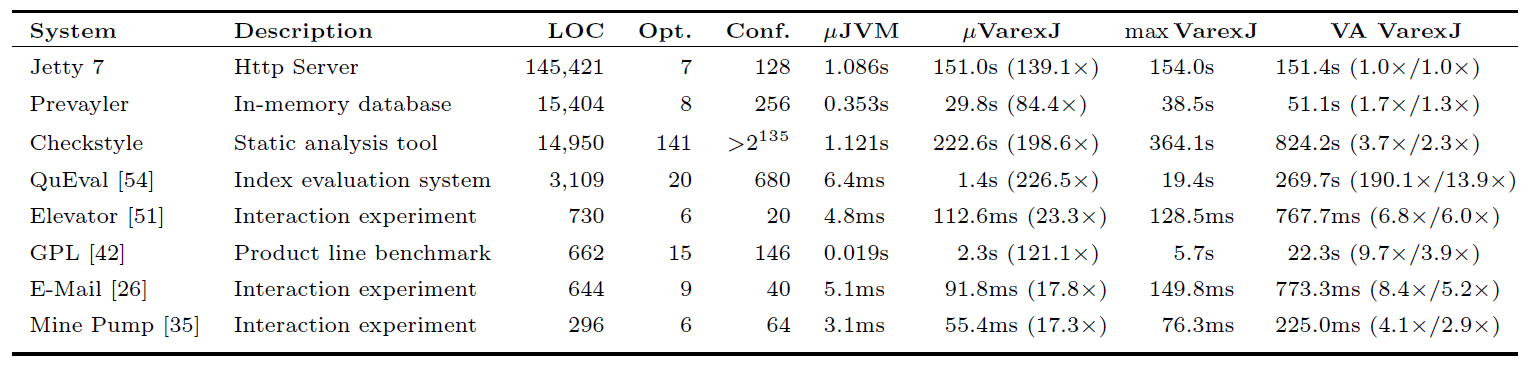 System Description LOC Opt. Conf. μJVM μVarexJ max VarexJ VA VarexJ
Jetty 7 Http Server 145,421 7 128 1.086s 151.0s (139.1×) 154.0s 151.4s (1.0×/1.0×)
Prevayler In-memory database 15,404 8 256 0.353s 29.8s (84.4×) 38.5s 51.1s (1.7×/1.3×)
Checkstyle Static analysis tool 14,950 141 >2¹³⁵ 1.121s 222.6s (198.6×) 364.1s 824.2s (3.7×/2.3×)
QuEval [54] Index evaluation system 3,109 20 680 6.4ms 1.4s (226.5×) 19.4s 269.7s (190.1×/13.9×)
Elevator [51] Interaction experiment 730 6 20 4.8ms 112.6ms (23.3×) 128.5ms 767.7ms (6.8×/6.0×)
GPL [42] Product line benchmark 662 15 146 0.019s 2.3s (121.1×) 5.7s 22.3s (9.7×/3.9×)
E-Mail [26] Interaction experiment 644 9 40 5.1ms 91.8ms (17.8×) 149.8ms 773.3ms (8.4×/5.2×)
Mine Pump [35] Interaction experiment 296 6 64 3.1ms 55.4ms (17.3×) 76.3ms 225.0ms (4.1×/2.9×)